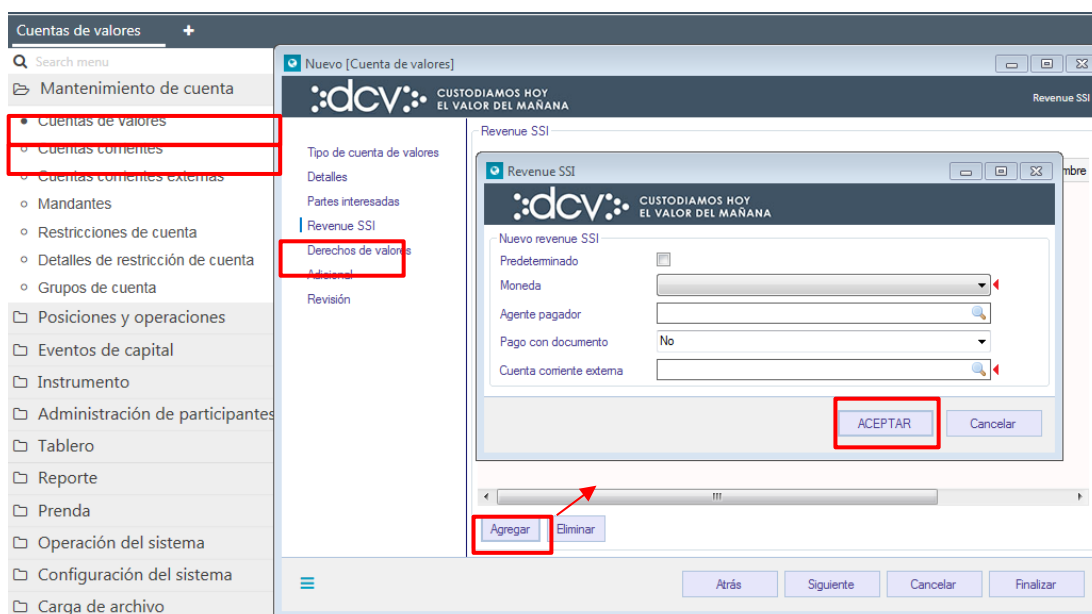 Cuentas de valores +
Search menu
Mantenimiento de cuenta
Cuentas de valores
Cuentas corrientes
Cuentas corrientes externas
Mandantes
Restricciones de cuenta
Detalles de restricción de cuenta
Grupos de cuenta
Posiciones y operaciones
Eventos de capital
Instrumento
Administración de participantes
Tablero
Reporte
Prenda
Operación del sistema
Configuración del sistema
Carga de archivo
Nuevo [Cuenta de valores]
dcv CUSTODIAMOS HOY
EL VALOR DEL MAÑANA
Revenue SSI
Tipo de cuenta de valores
Detalles
Partes interesadas
Revenue SSI
Derechos de valores
Adicional
Revisión
Revenue SSI
mbre
Revenue SSI
dcv CUSTODIAMOS HOY
EL VALOR DEL MAÑANA
Nuevo revenue SSI
Predeterminado
Moneda
Agente pagador
Pago con documento No
Cuenta corriente externa
ACEPTAR Cancelar
Agregar Eliminar
Atrás Siguiente Cancelar Finalizar